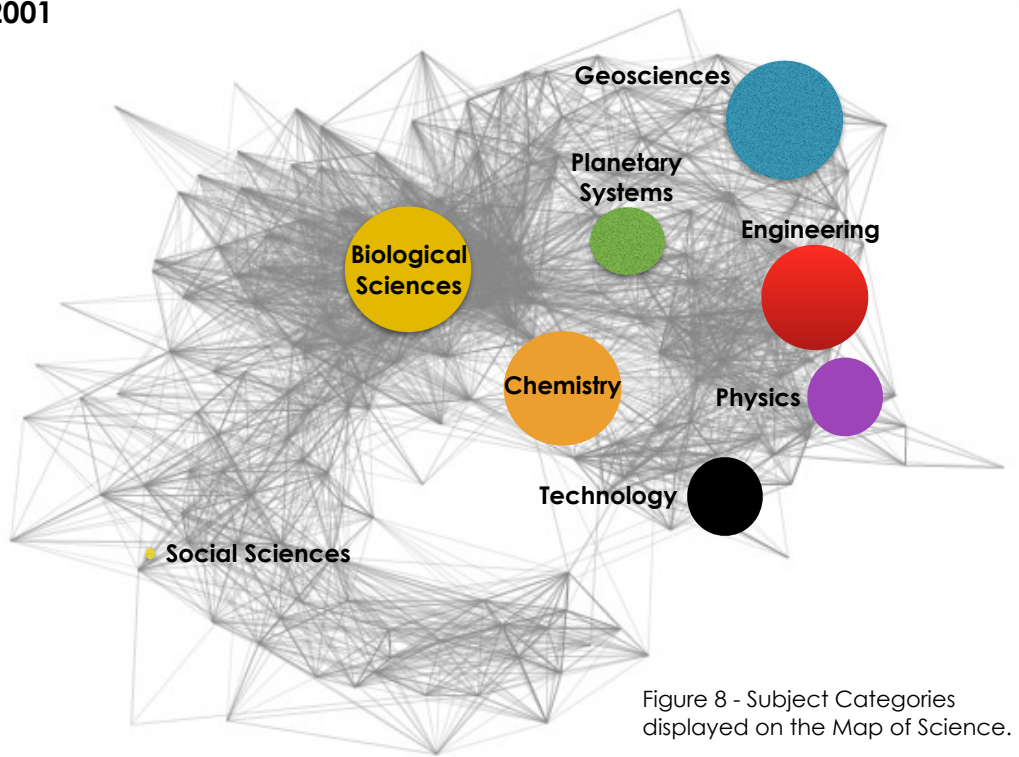 2001
Geosciences
Planetary
Systems
Engineering
Biological
Sciences
Chemistry
Physics
Technology
Social Sciences
Figure 8 - Subject Categories
displayed on the Map of Science.